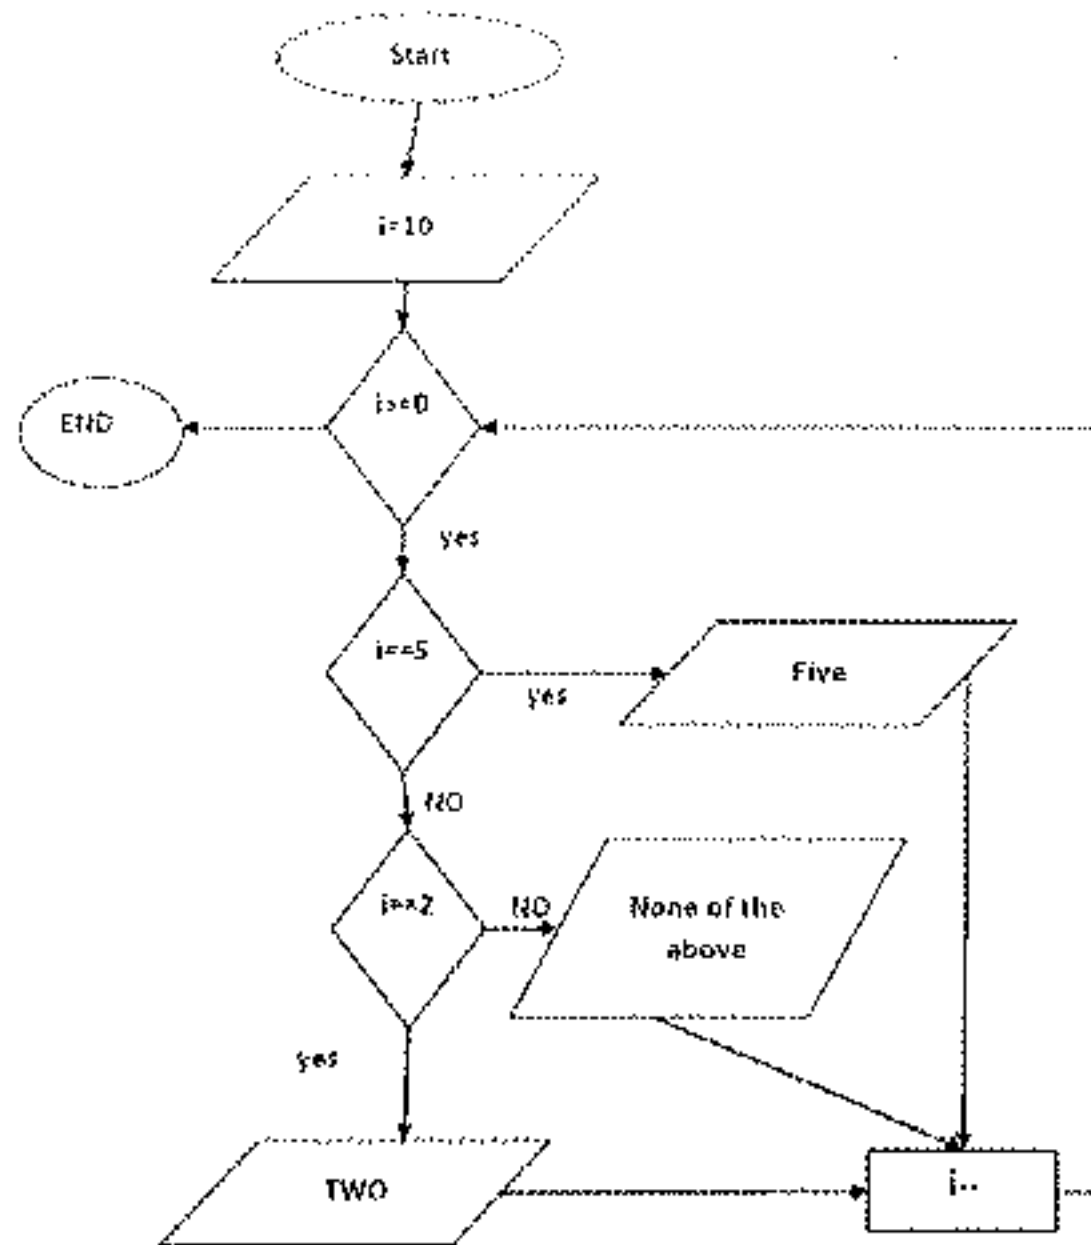 Start
i=10
i>=0
END
yes
i==5
yes
Five
NO
i==2
NO
None of the
above
yes
TWO
i--